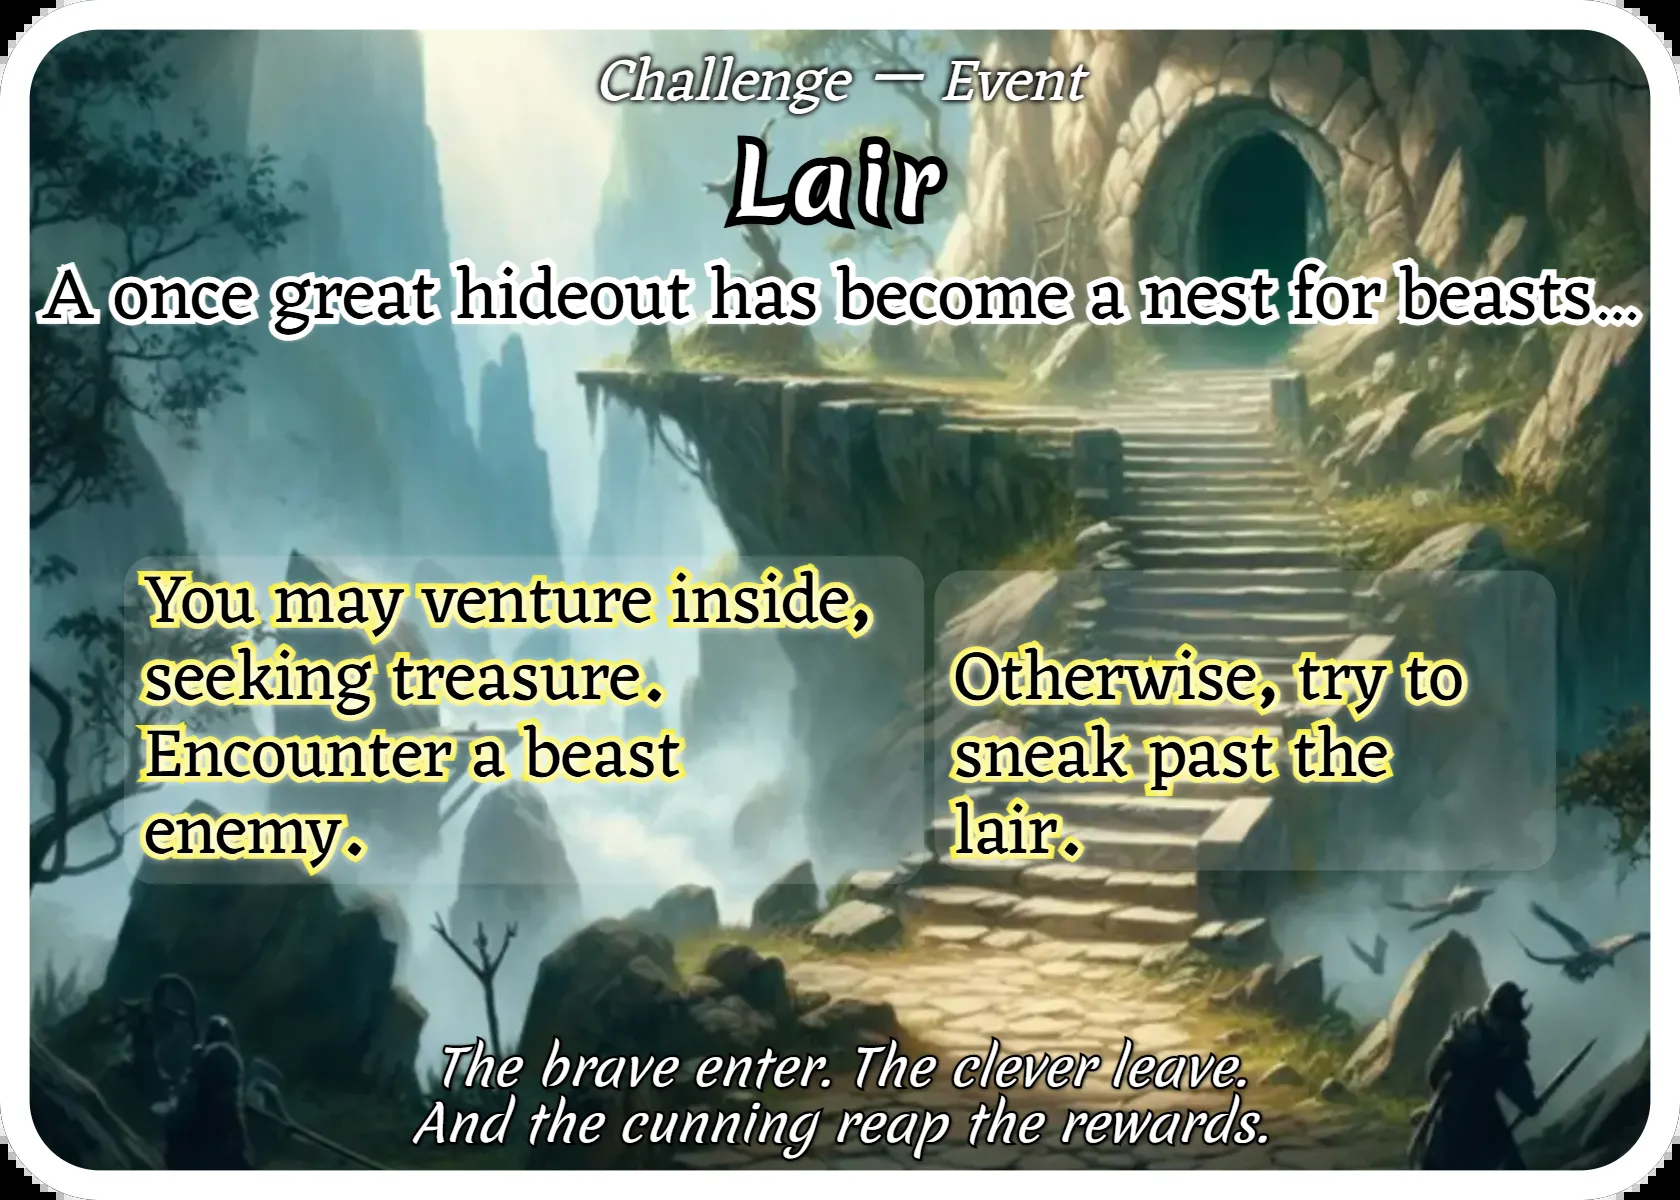 Challenge — Event
Lair
A once great hideout has become a nest for beasts...
You may venture inside,
seeking treasure.
Encounter a beast
enemy.
Otherwise, try to
sneak past the
lair.
The brave enter. The clever leave.
And the cunning reap the rewards.